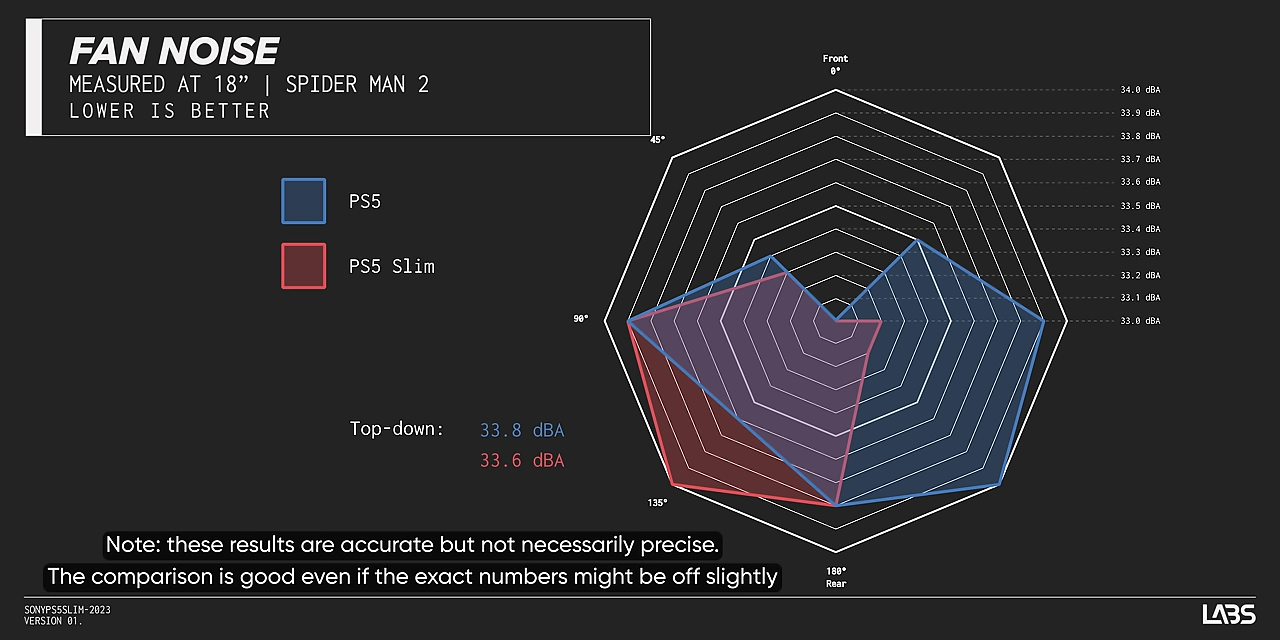 FAN NOISE
MEASURED AT 18” | SPIDER MAN 2
LOWER IS BETTER
Front
0°
45°
90°
135°
180°
Rear
34.0 dBA
33.9 dBA
33.8 dBA
33.7 dBA
33.6 dBA
33.5 dBA
33.4 dBA
33.3 dBA
33.2 dBA
33.1 dBA
33.0 dBA
PS5
PS5 Slim
Top-down: 33.8 dBA
33.6 dBA
Note: these results are accurate but not necessarily precise.
The comparison is good even if the exact numbers might be off slightly
SONYPS5SLIM-2023
VERSION 01.
LABS